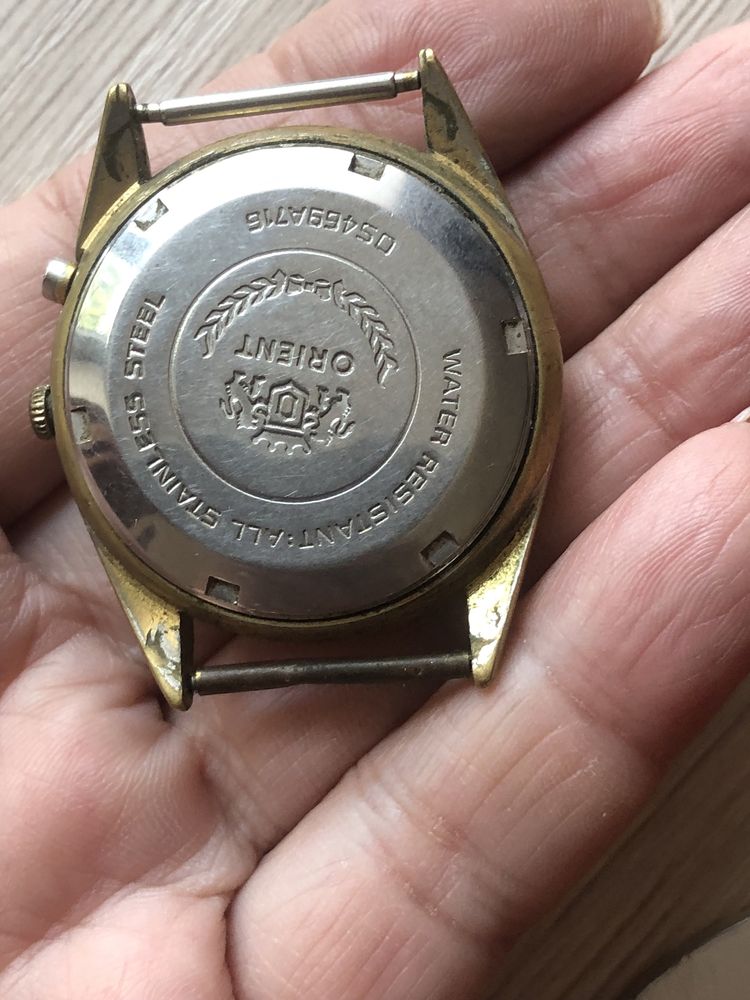 OS469A716
ORIENT
WATER RESISTANT:ALL STAINLESS STEEL